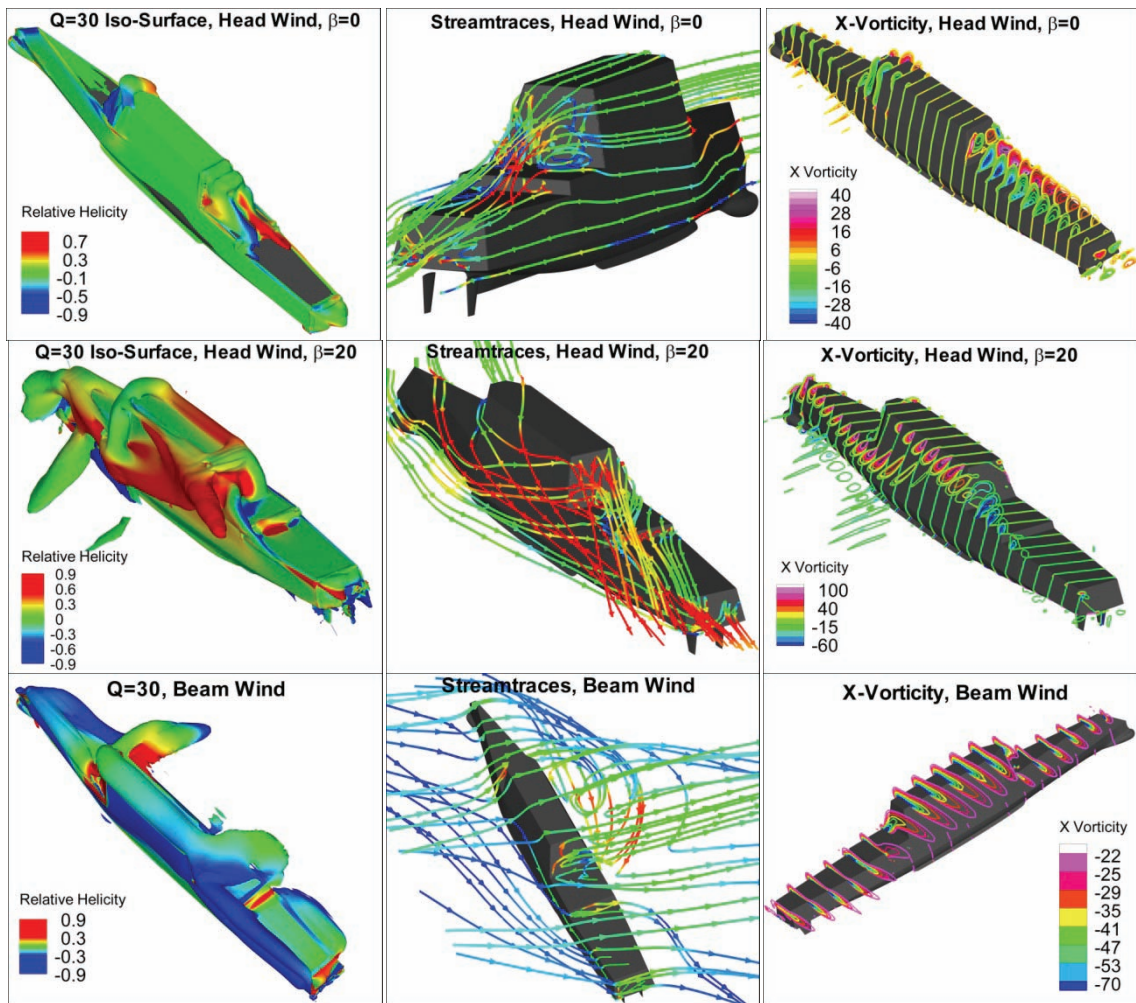 Q=30 Iso-Surface, Head Wind, β=0
Relative Helicity
0.7
0.3
-0.1
-0.5
-0.9
Streamtraces, Head Wind, β=0
X-Vorticity, Head Wind, β=0
X Vorticity
40
28
16
6
-6
-16
-28
-40
Q=30 Iso-Surface, Head Wind, β=20
Relative Helicity
0.9
0.6
0.3
0
-0.3
-0.6
-0.9
Streamtraces, Head Wind, β=20
X-Vorticity, Head Wind, β=20
X Vorticity
100
40
-15
-60
Q=30, Beam Wind
Relative Helicity
0.9
0.3
-0.3
-0.9
Streamtraces, Beam Wind
X-Vorticity, Beam Wind
X Vorticity
-22
-25
-29
-35
-41
-47
-53
-70